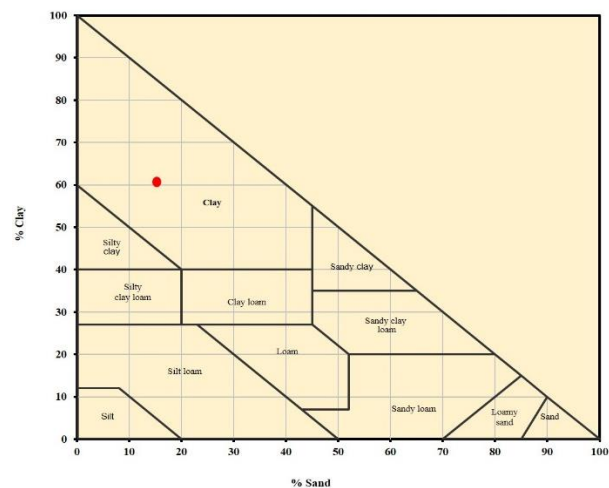 100
90
80
70
60
50
40
30
20
10
0
% Clay
Clay
Silty
clay
Sandy clay
Silty
clay loam
Clay loam
Sandy clay
loam
Loam
Silt loam
Silt
Sandy loam
Loamy
sand
Sand
0 10 20 30 40 50 60 70 80 90 100
% Sand